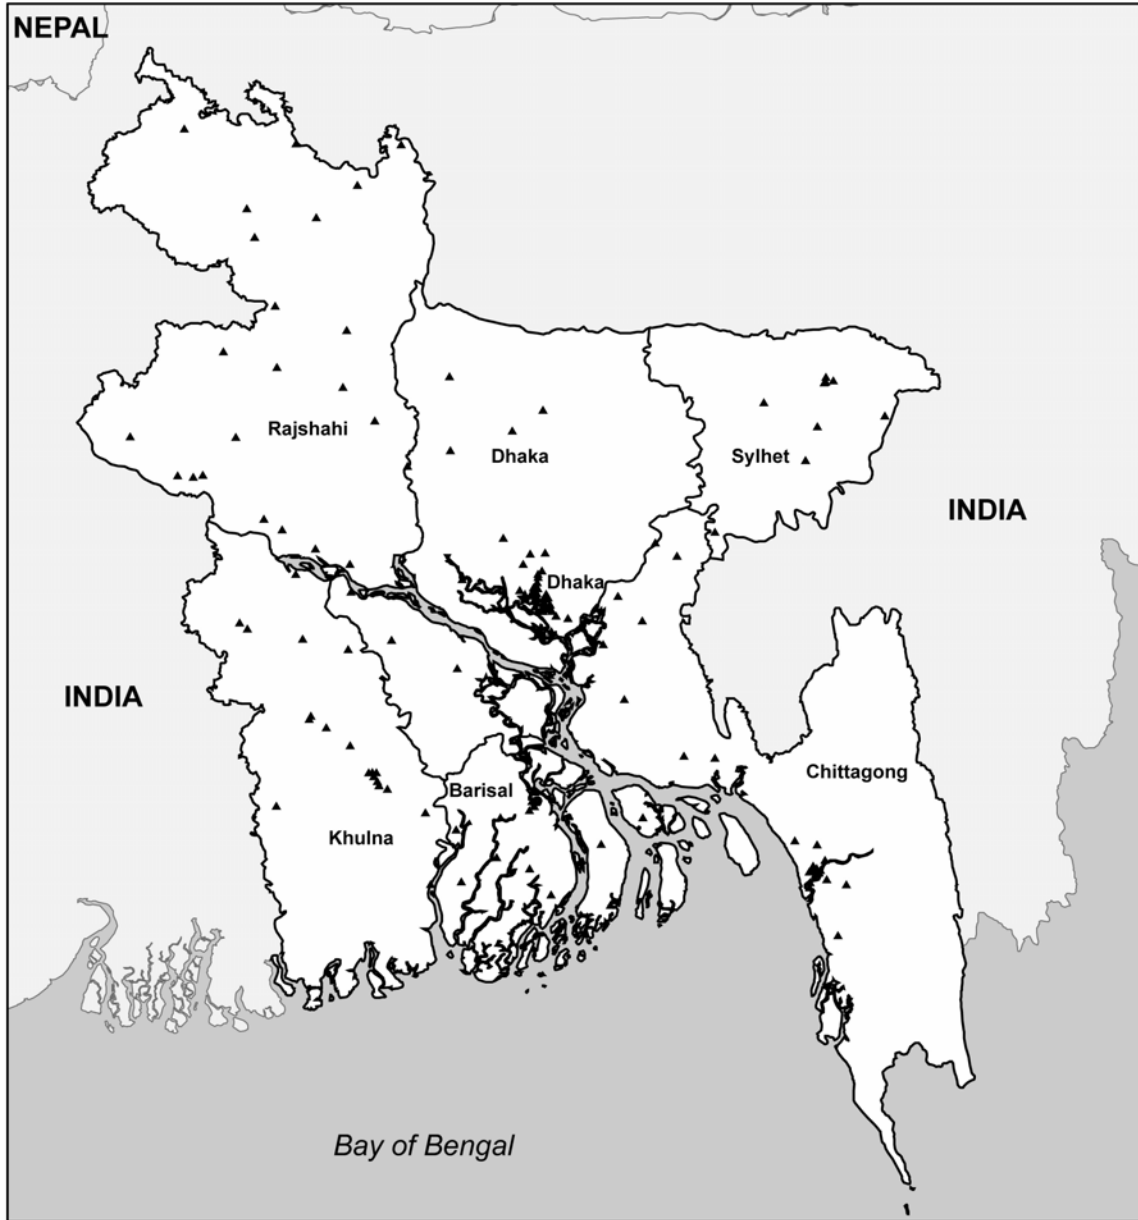 NEPAL
Rajshahi
Dhaka
Sylhet
INDIA
Dhaka
INDIA
Chittagong
Barisal
Khulna
Bay of Bengal